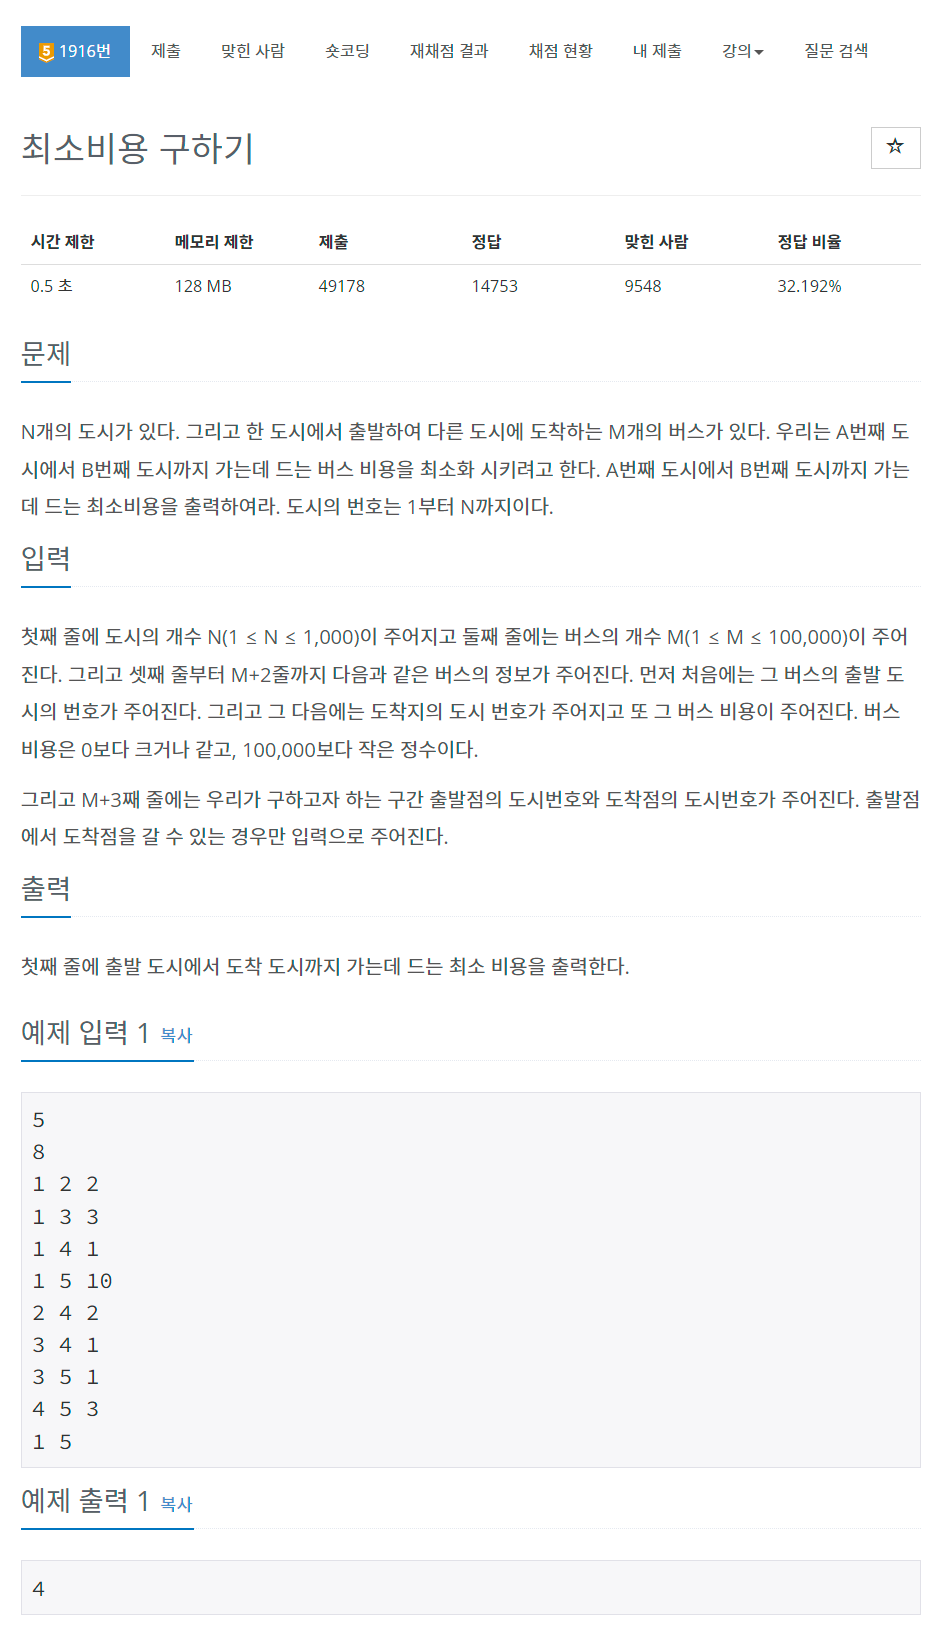 5 1916번 제출 맞힌 사람 숏코딩 재채점 결과 채점 현황 내 제출 강의 질문 검색
최소비용 구하기
시간 제한 메모리 제한 제출 정답 맞힌 사람 정답 비율
0.5 초 128 MB 49178 14753 9548 32.192%
문제
N개의 도시가 있다. 그리고 한 도시에서 출발하여 다른 도시에 도착하는 M개의 버스가 있다. 우리는 A번째 도
시에서 B번째 도시까지 가는데 드는 버스 비용을 최소화 시키려고 한다. A번째 도시에서 B번째 도시까지 가는
데 드는 최소비용을 출력하여라. 도시의 번호는 1부터 N까지이다.
입력
첫째 줄에 도시의 개수 N(1 ≤ N ≤ 1,000)이 주어지고 둘째 줄에는 버스의 개수 M(1 ≤ M ≤ 100,000)이 주어
진다. 그리고 셋째 줄부터 M+2줄까지 다음과 같은 버스의 정보가 주어진다. 먼저 처음에는 그 버스의 출발 도
시의 번호가 주어진다. 그리고 그 다음에는 도착지의 도시 번호가 주어지고 또 그 버스 비용이 주어진다. 버스
비용은 0보다 크거나 같고, 100,000보다 작은 정수이다.
그리고 M+3째 줄에는 우리가 구하고자 하는 구간 출발점의 도시번호와 도착점의 도시번호가 주어진다. 출발점
에서 도착점을 갈 수 있는 경우만 입력으로 주어진다.
출력
첫째 줄에 출발 도시에서 도착 도시까지 가는데 드는 최소 비용을 출력한다.
예제 입력 1 복사
5
8
1 2 2
1 3 3
1 4 1
1 5 10
2 4 2
3 4 1
3 5 1
4 5 3
1 5
예제 출력 1 복사
4